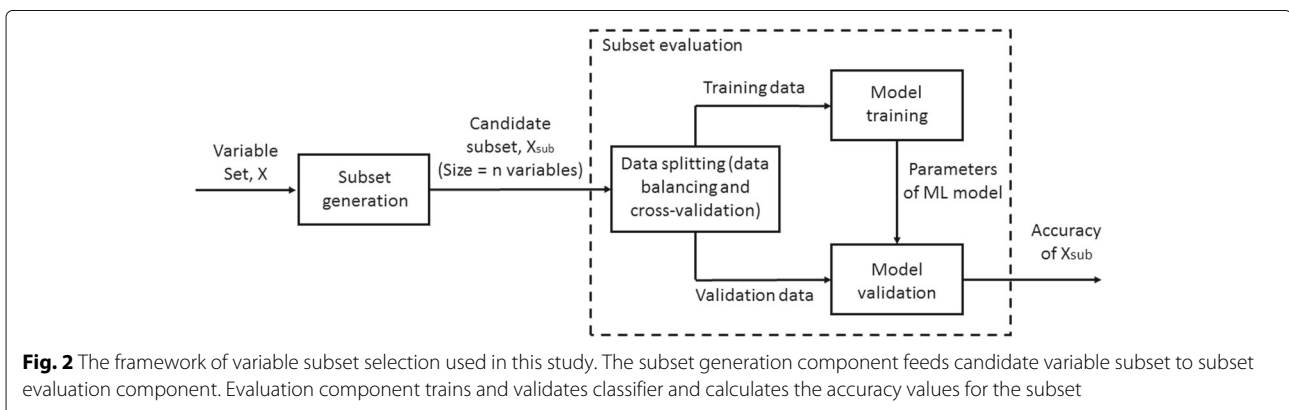 Subset evaluation
Training data
Model
training
Candidate
subset, Xsub
(Size = n variables)
Variable
Set, X
Subset
generation
Data splitting (data
balancing and
cross-validation)
Parameters
of ML model
Accuracy
of Xsub
Model
validation
Validation data
Fig. 2 The framework of variable subset selection used in this study. The subset generation component feeds candidate variable subset to subset
evaluation component. Evaluation component trains and validates classifier and calculates the accuracy values for the subset